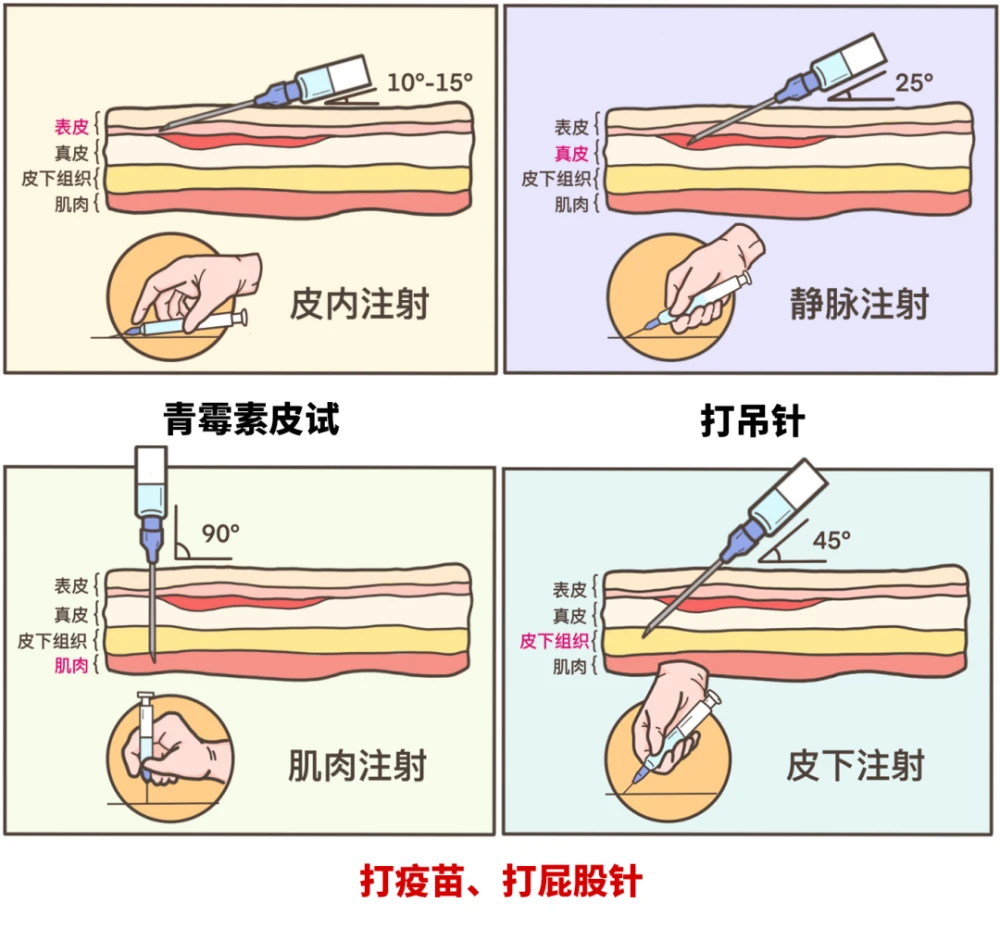 10°-15°
表皮
真皮
皮下组织
肌肉
皮内注射
25°
表皮
真皮
皮下组织
肌肉
静脉注射
青霉素皮试
打吊针
90°
表皮
真皮
皮下组织
肌肉
肌肉注射
45°
表皮
真皮
皮下组织
肌肉
皮下注射
打疫苗、打屁股针